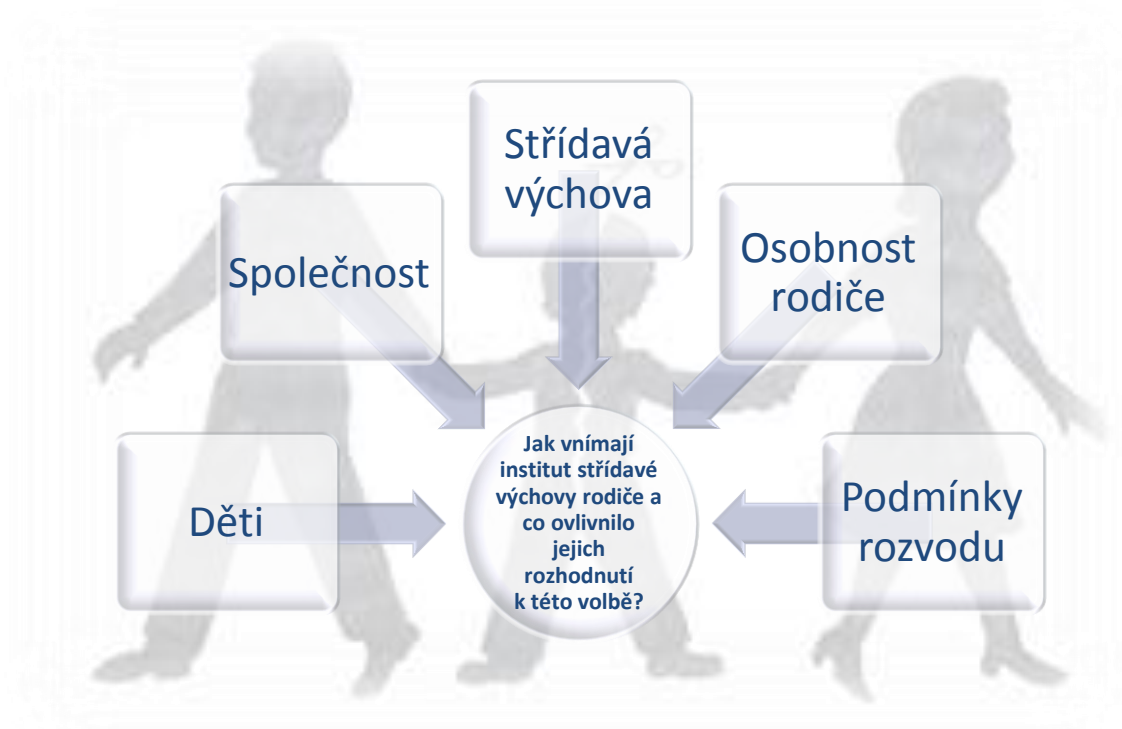 Střídavá
výchova
Společnost
Osobnost
rodiče
Děti
Jak vnímají
institut střídavé
výchovy rodiče a
co ovlivnilo
jejich
rozhodnutí
k této volbě?
Podmínky
rozvodu